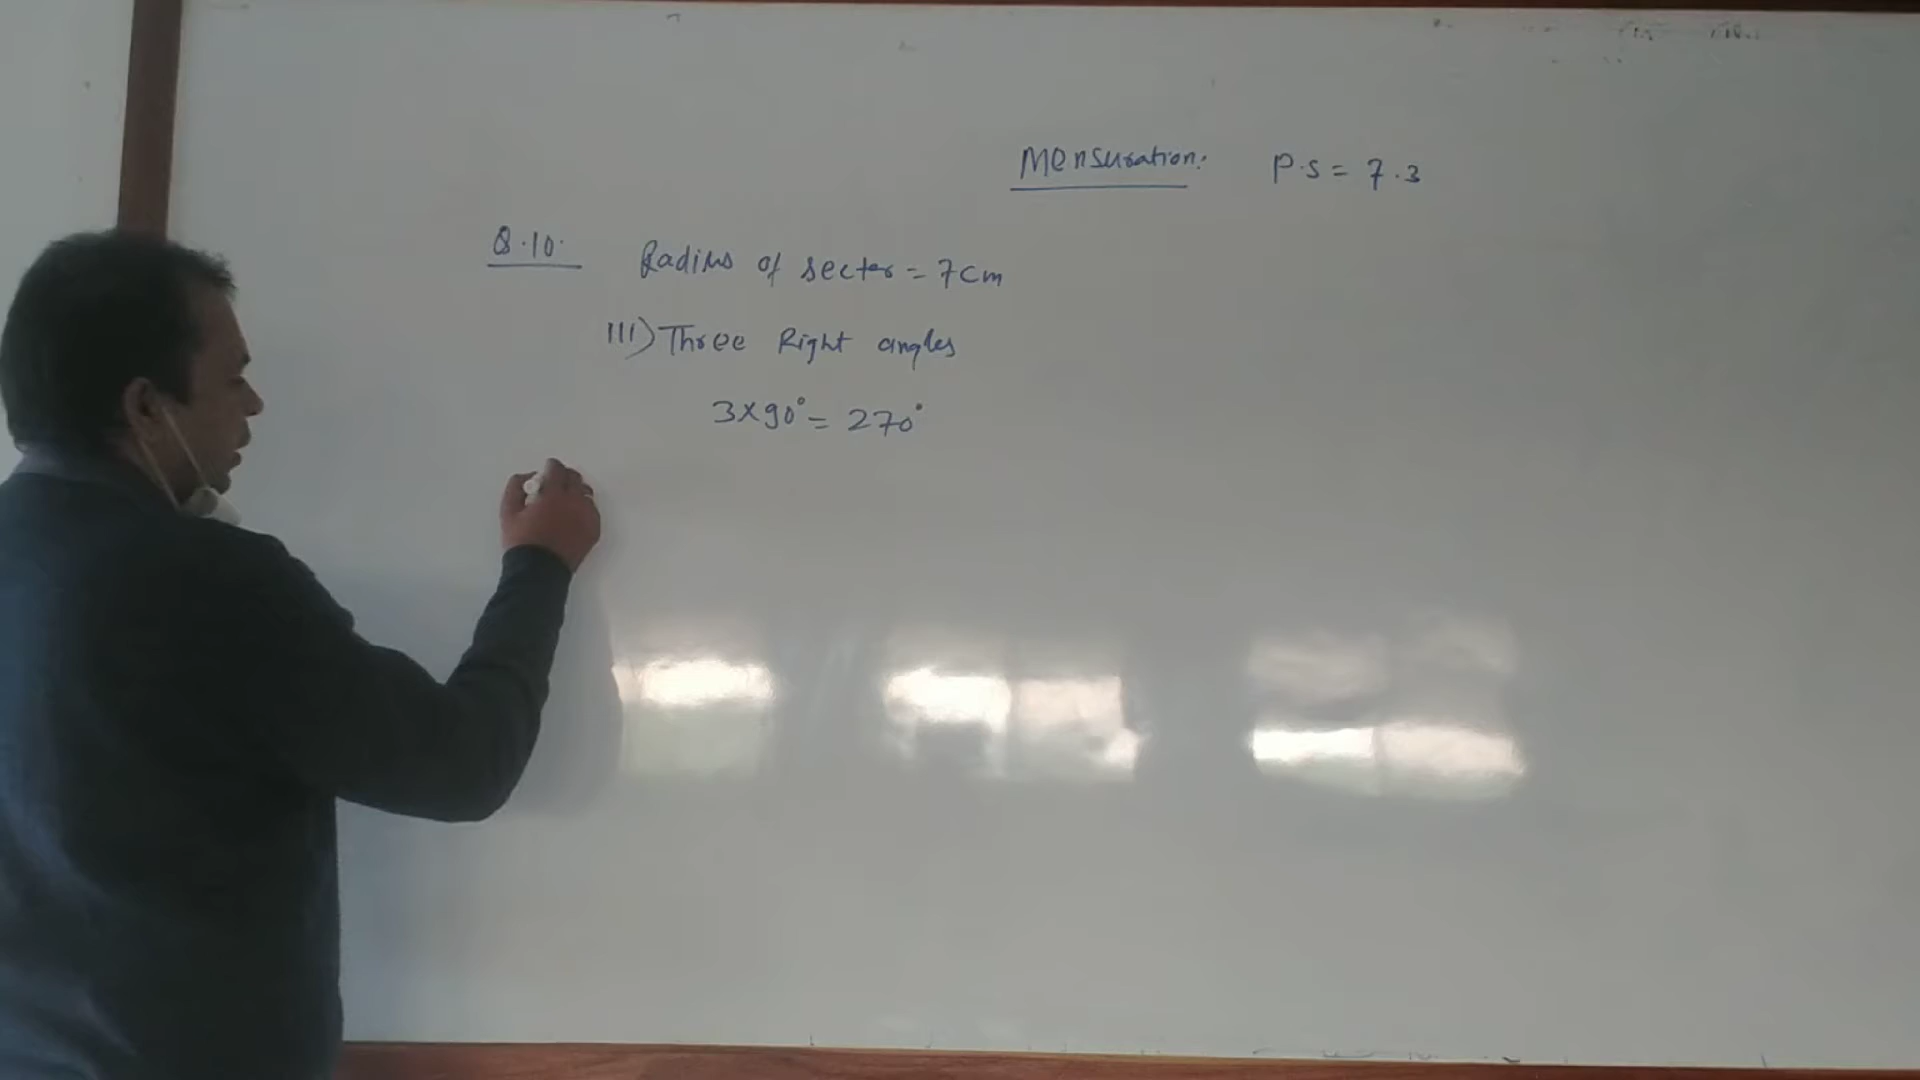 Mensuration: P.S = 7.3
Q.10. Radius of sector = 7cm
III) Three Right angles
3×90° = 270°